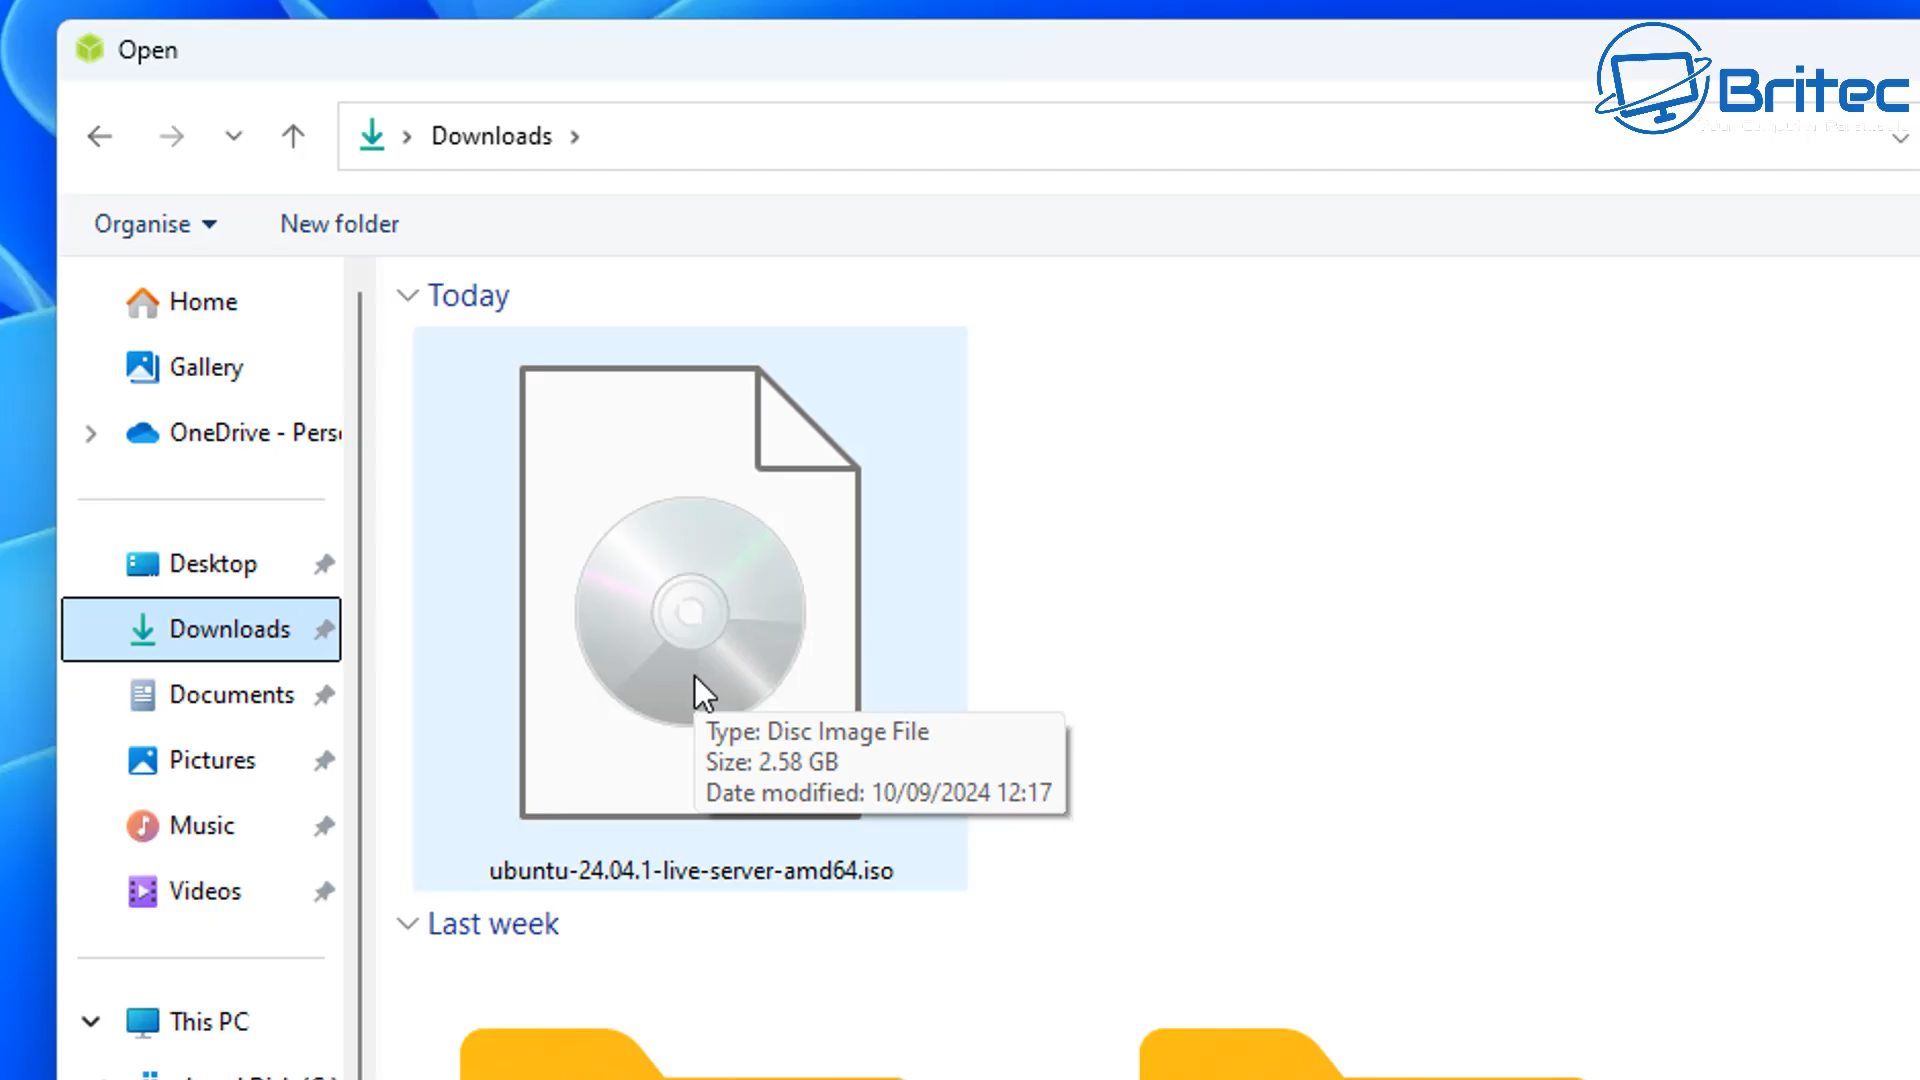 Open
Britec
Downloads
Organise
New folder
Home
Gallery
OneDrive - Pers
Desktop
Downloads
Documents
Pictures
Music
Videos
This PC
Today
Type: Disc Image File
Size: 2.58 GB
Date modified: 10/09/2024 12:17
ubuntu-24.04.1-live-server-amd64.iso
Last week